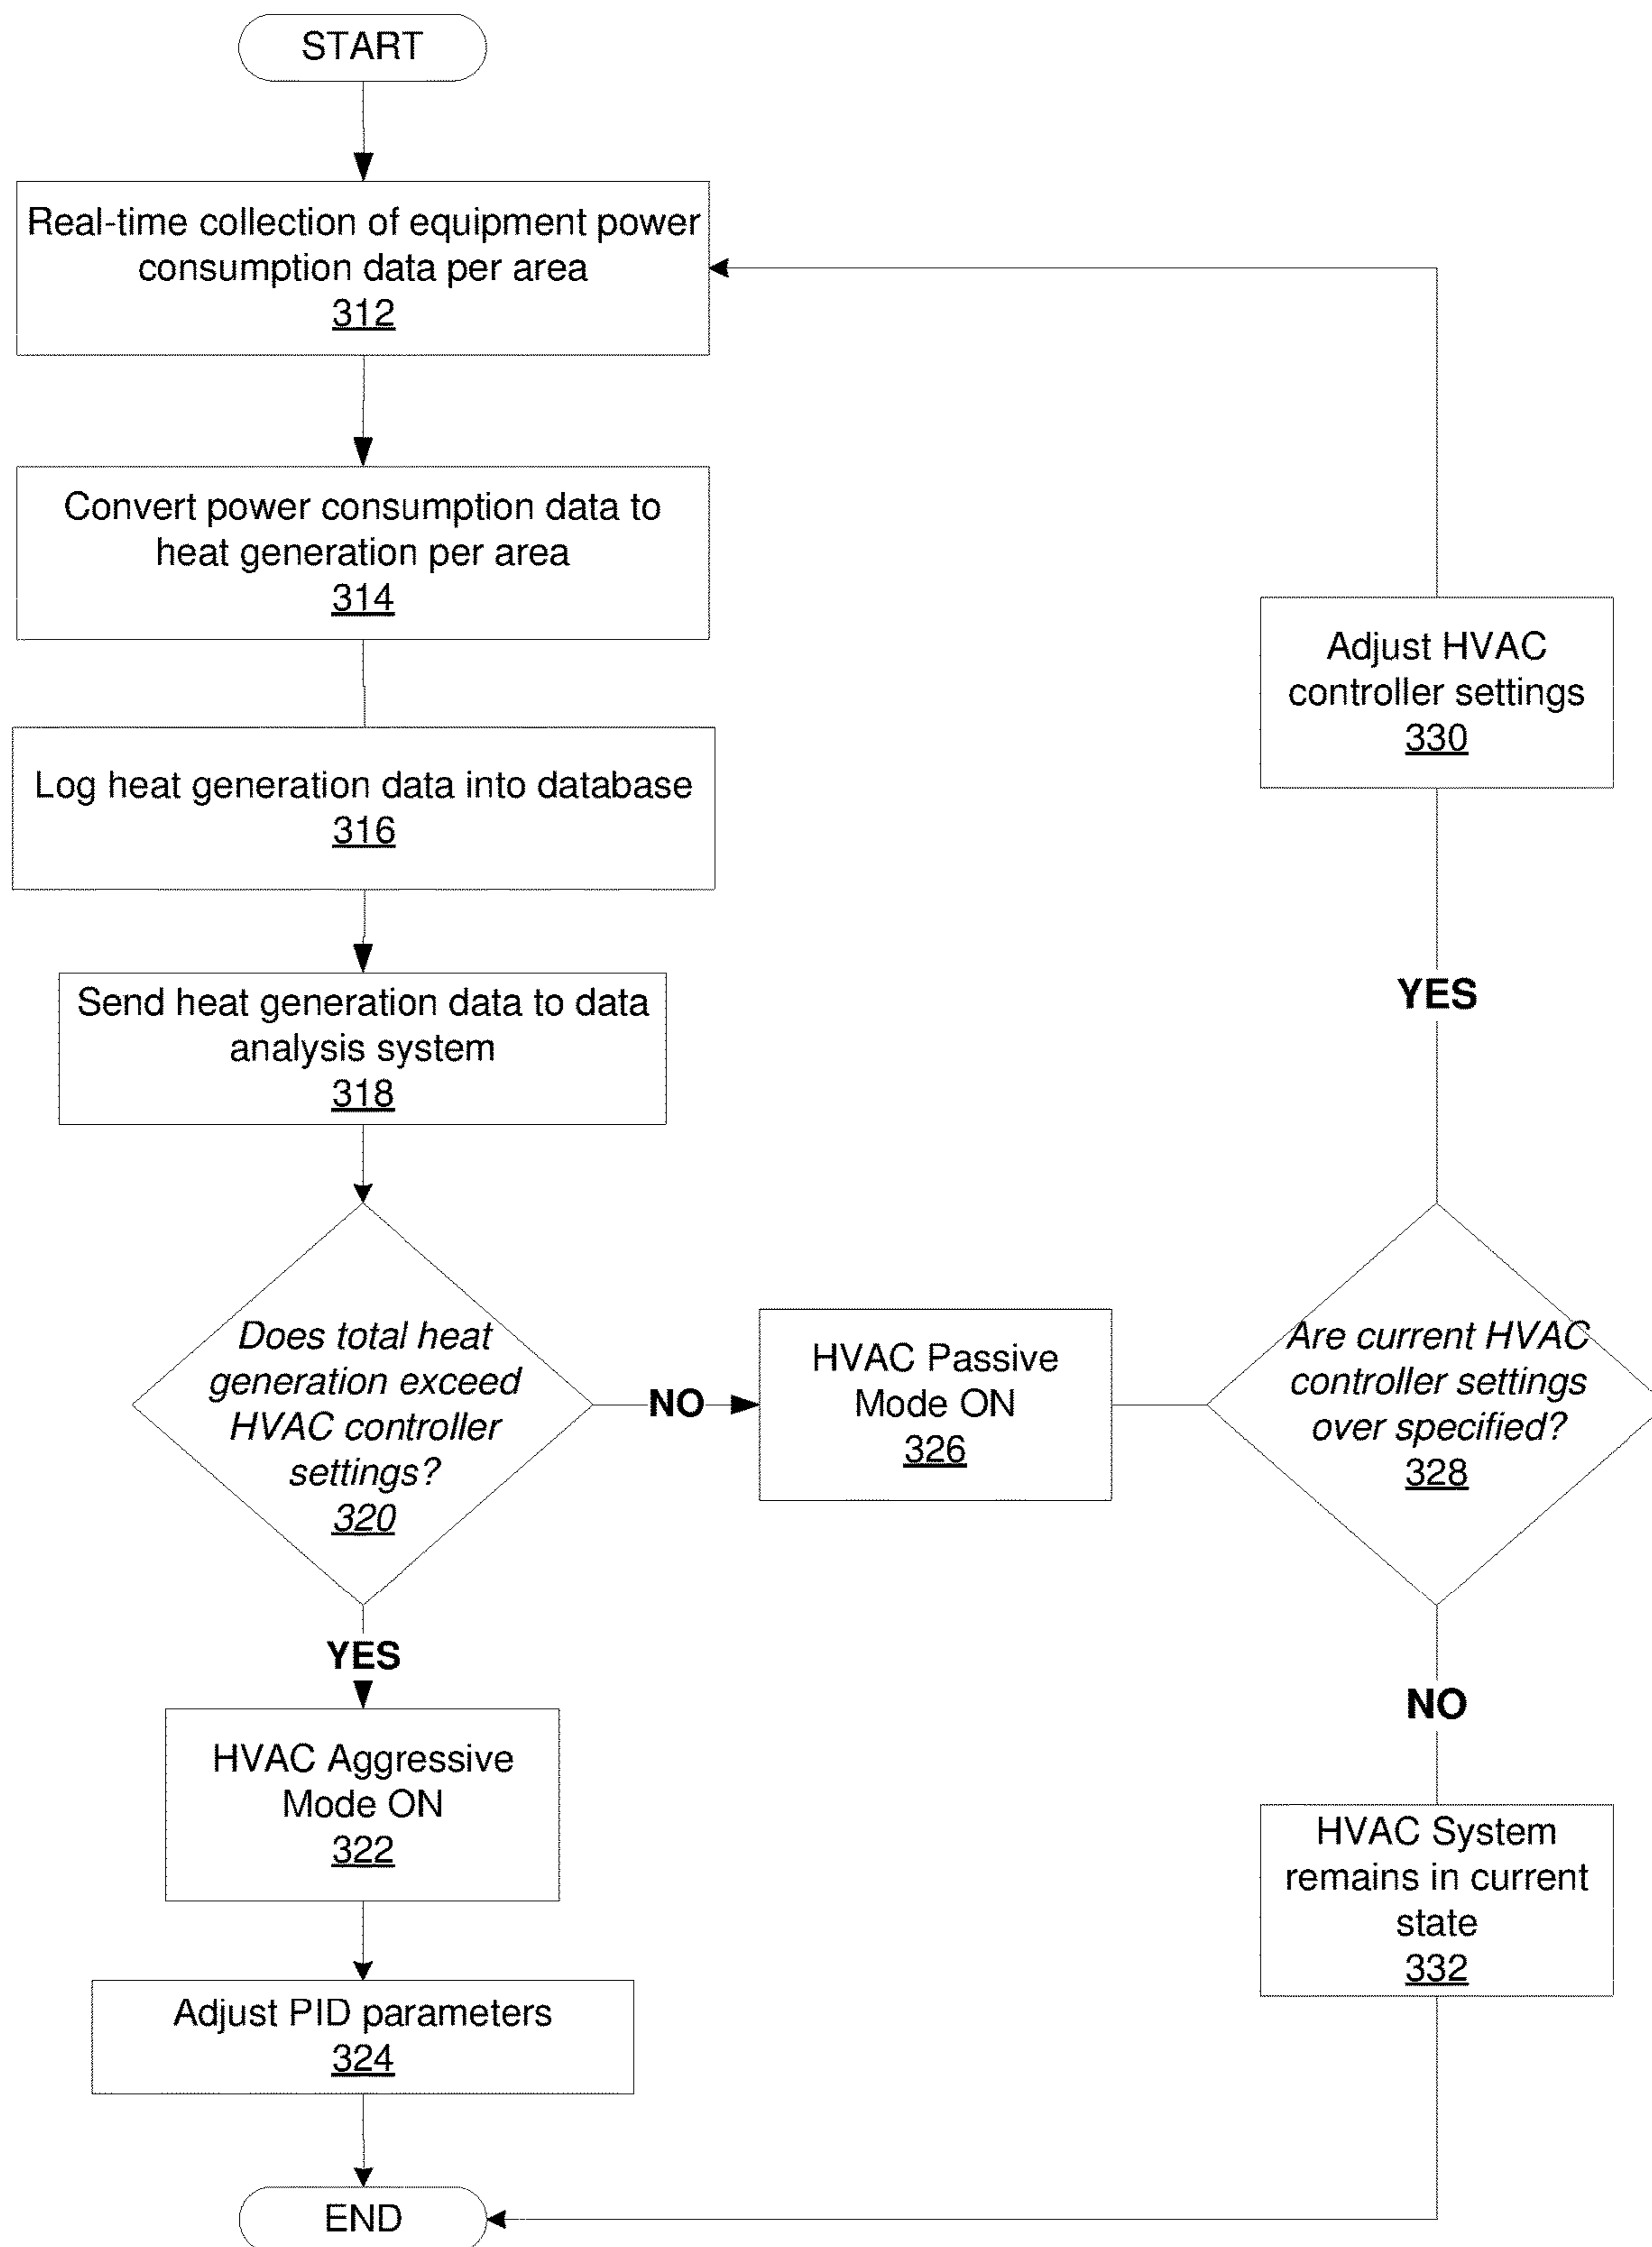 START
Real-time collection of equipment power
consumption data per area
312
Convert power consumption data to
heat generation per area
314
Log heat generation data into database
316
Send heat generation data to data
analysis system
318
Does total heat
generation exceed
HVAC controller
settings?
320
NO
HVAC Passive
Mode ON
326
Are current HVAC
controller settings
over specified?
328
YES
Adjust HVAC
controller settings
330
NO
HVAC System
remains in current
state
332
YES
HVAC Aggressive
Mode ON
322
Adjust PID parameters
324
END